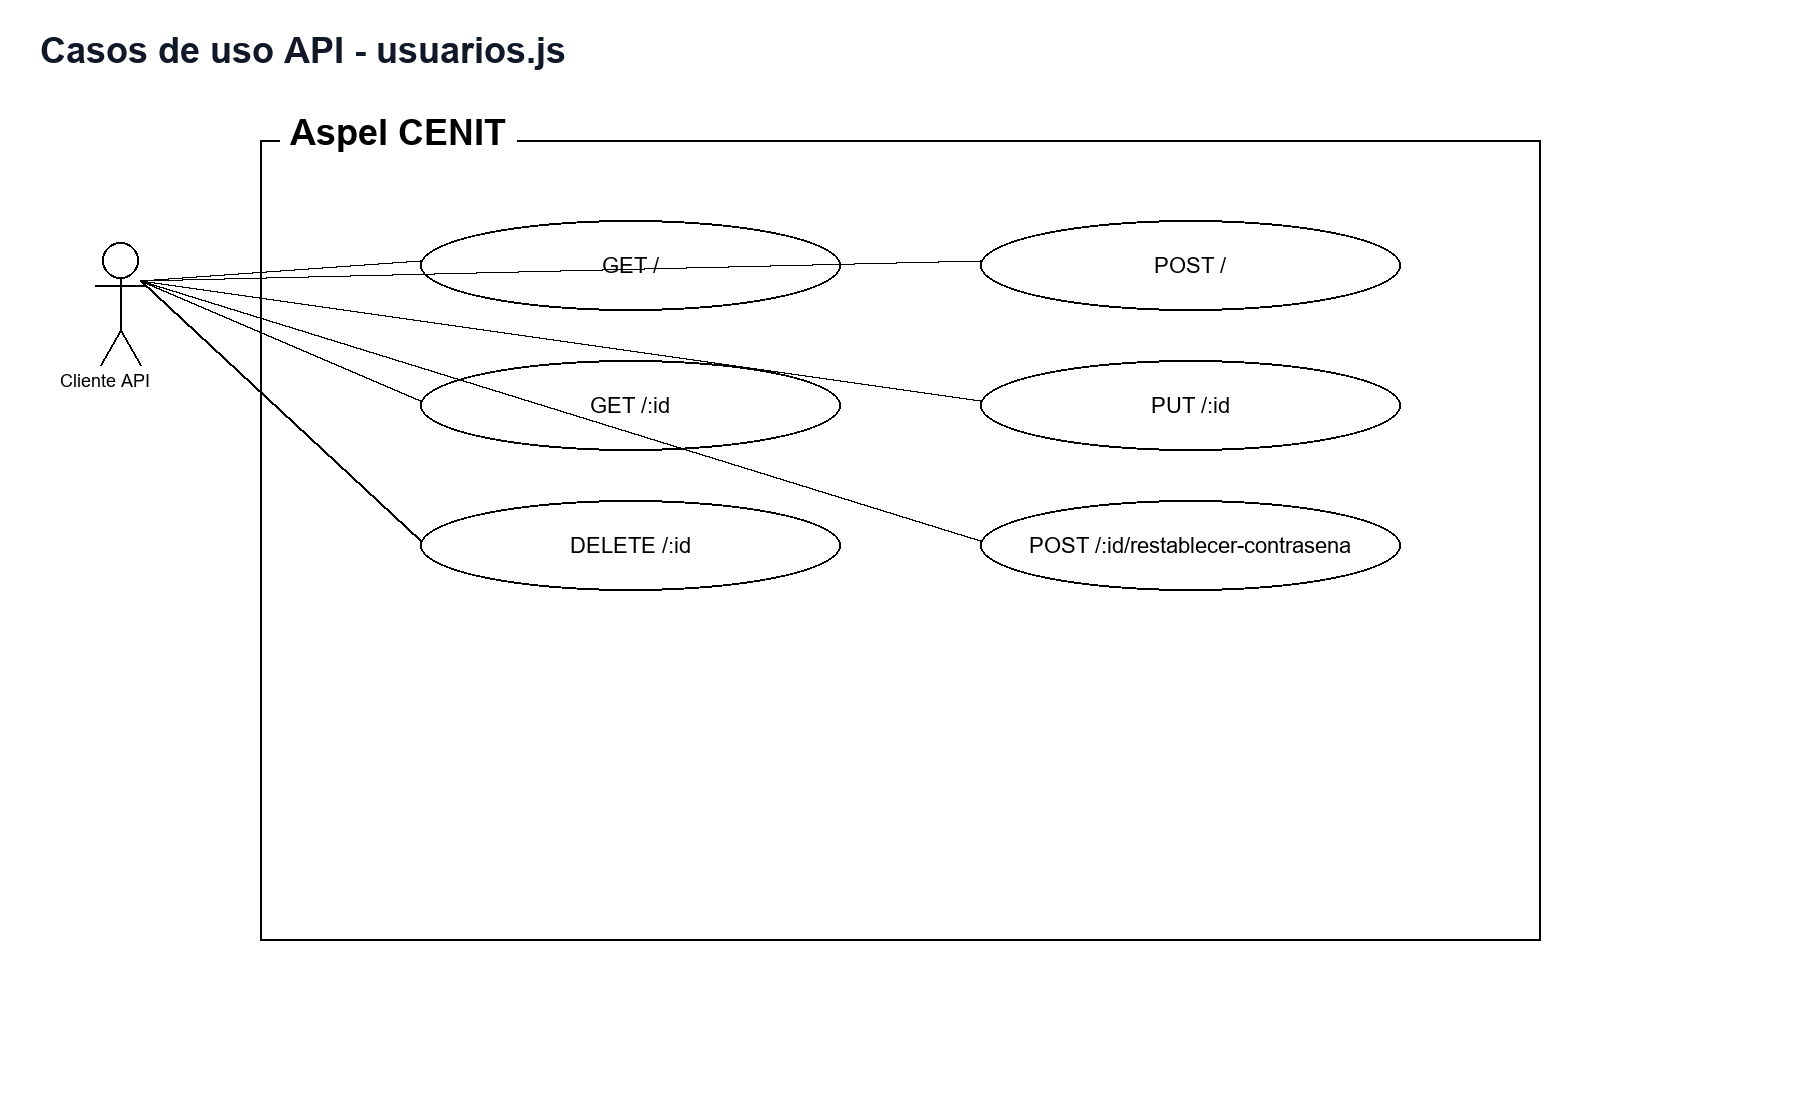 Casos de uso API - usuarios.js
Aspel CENIT
GET /
POST /
Cliente API
GET /:id
PUT /:id
DELETE /:id
POST /:id/restablecer-contrasena